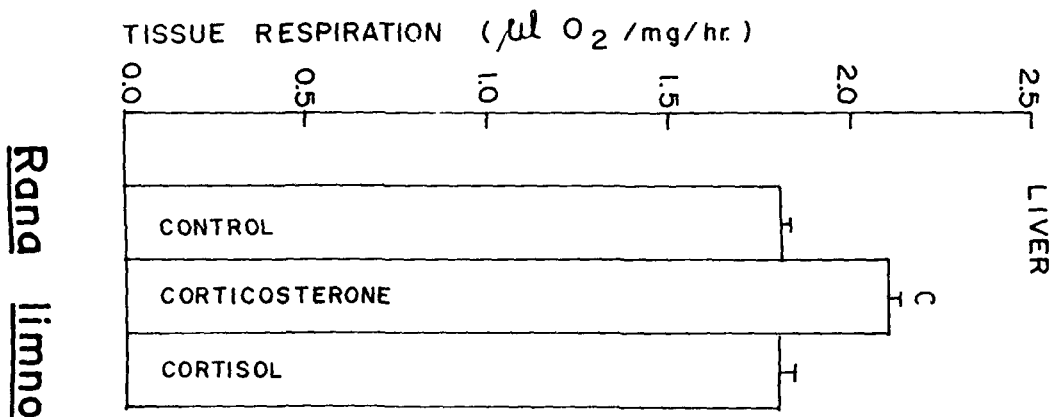 TISSUE RESPIRATION (µl O2 /mg/hr.)
0.0 0.5 1.0 1.5 2.0 2.5
LIVER
CONTROL
CORTICOSTERONE C
CORTISOL
Rana limno